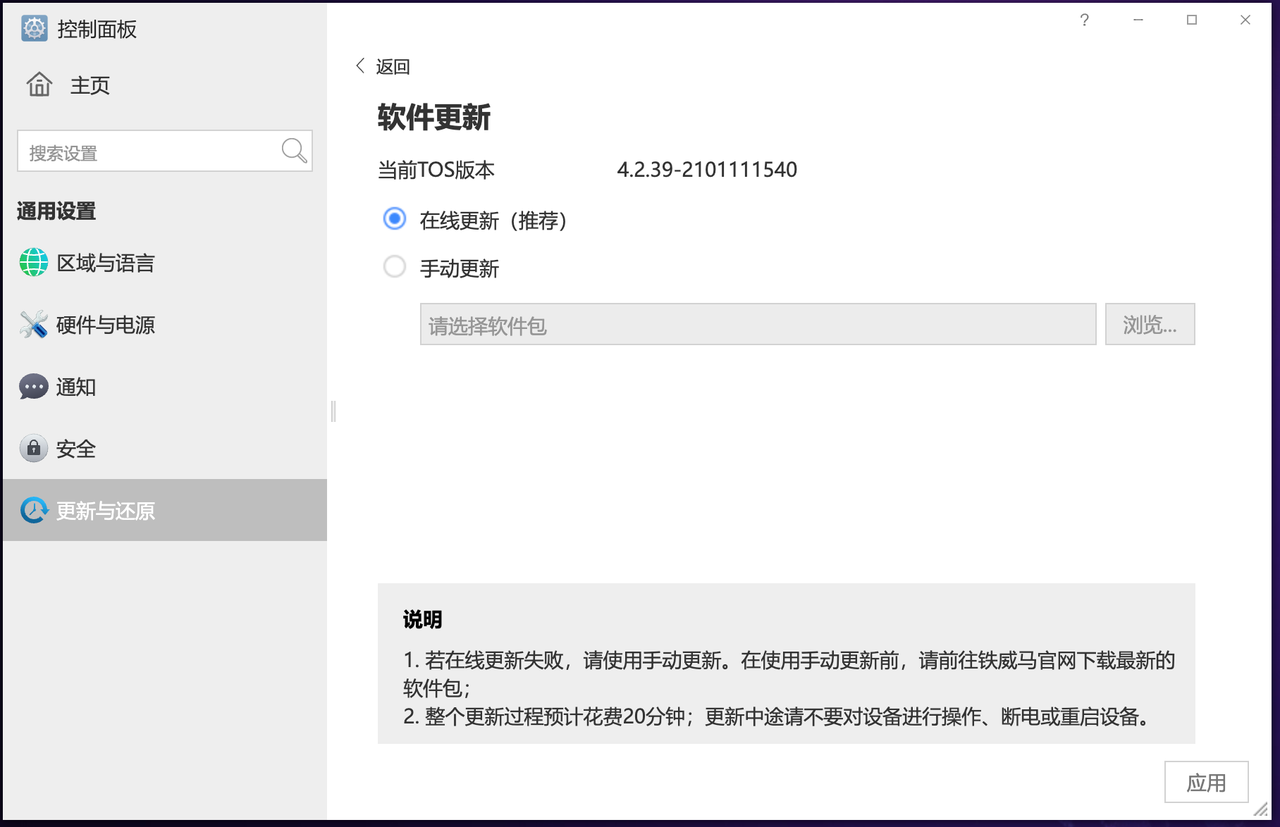 控制面板
主页
搜索设置
通用设置
区域与语言
硬件与电源
通知
安全
更新与还原
?
返回
软件更新
当前TOS版本 4.2.39-2101111540
在线更新（推荐）
手动更新
请选择软件包 浏览...
说明
1. 若在线更新失败，请使用手动更新。在使用手动更新前，请前往铁威马官网下载最新的
软件包；
2. 整个更新过程预计花费20分钟；更新中途请不要对设备进行操作、断电或重启设备。
应用